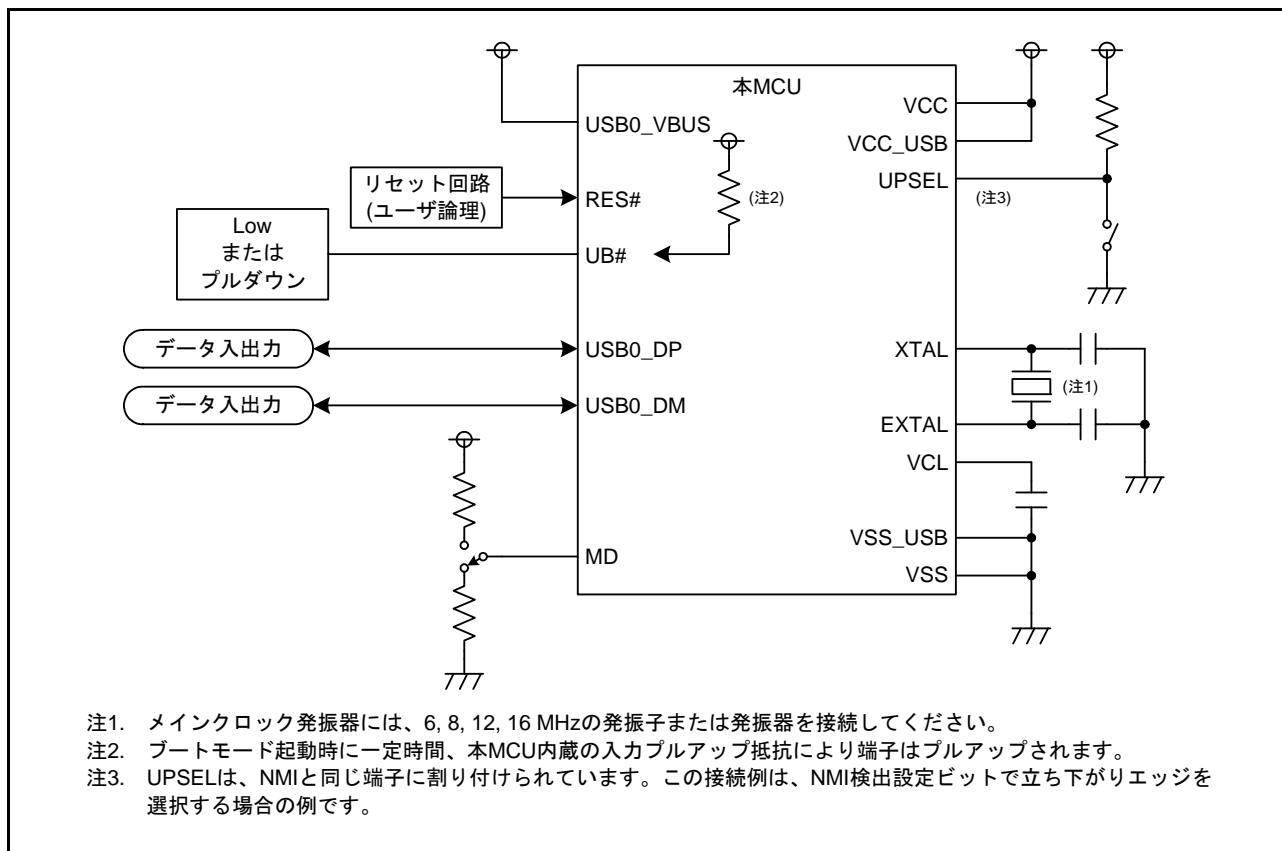 本MCU
USB0_VBUS
VCC
VCC_USB
リセット回路
(ユーザ論理)
RES#
(注2)
UPSEL
(注3)
Low
または
プルダウン
UB#
データ入出力
USB0_DP
XTAL
(注1)
データ入出力
USB0_DM
EXTAL
VCL
VSS_USB
MD
VSS
注1. メインクロック発振器には、6, 8, 12, 16 MHzの発振子または発振器を接続してください。
注2. ブートモード起動時に一定時間、本MCU内蔵の入力プルアップ抵抗により端子はプルアップされます。
注3. UPSELは、NMIと同じ端子に割り付けられています。この接続例は、NMI検出設定ビットで立ち下がりエッジを
選択する場合の例です。